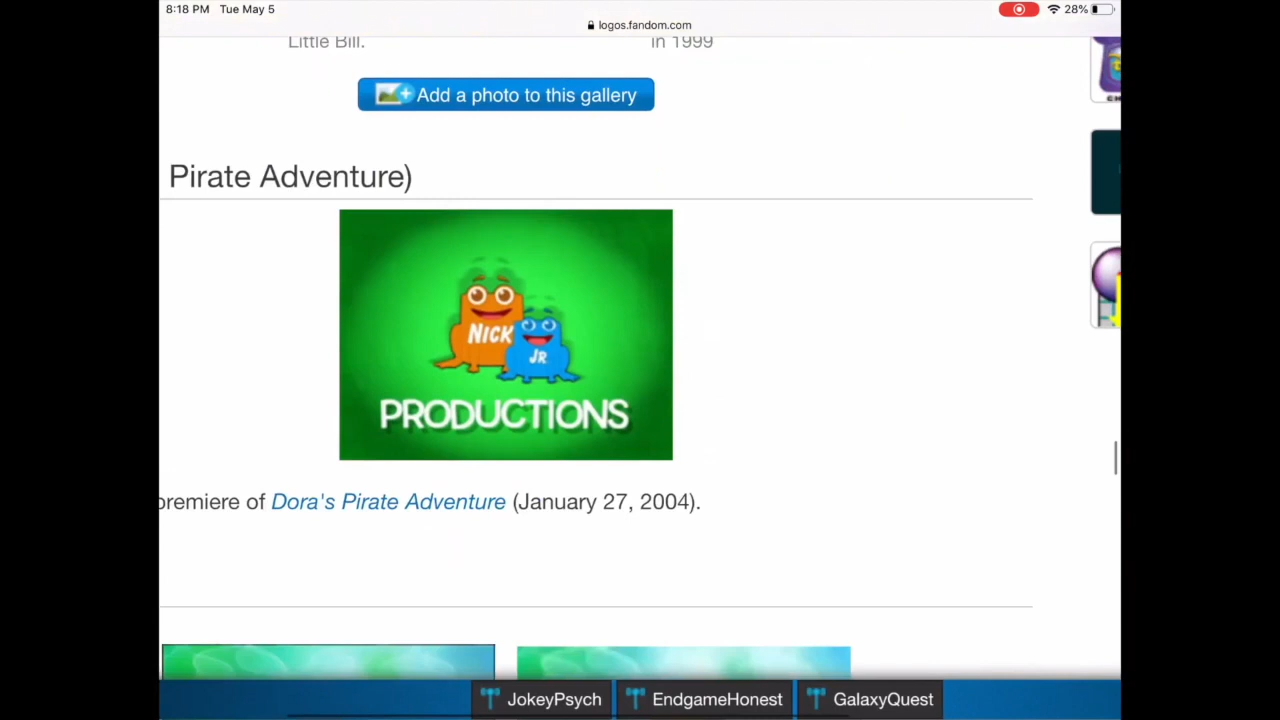 8:18 PM Tue May 5
28%
logos.fandom.com
Little Bill.
in 1999
Add a photo to this gallery
Pirate Adventure)
NICK
JR
PRODUCTIONS
premiere of Dora's Pirate Adventure (January 27, 2004).
JokeyPsych
EndgameHonest
GalaxyQuest